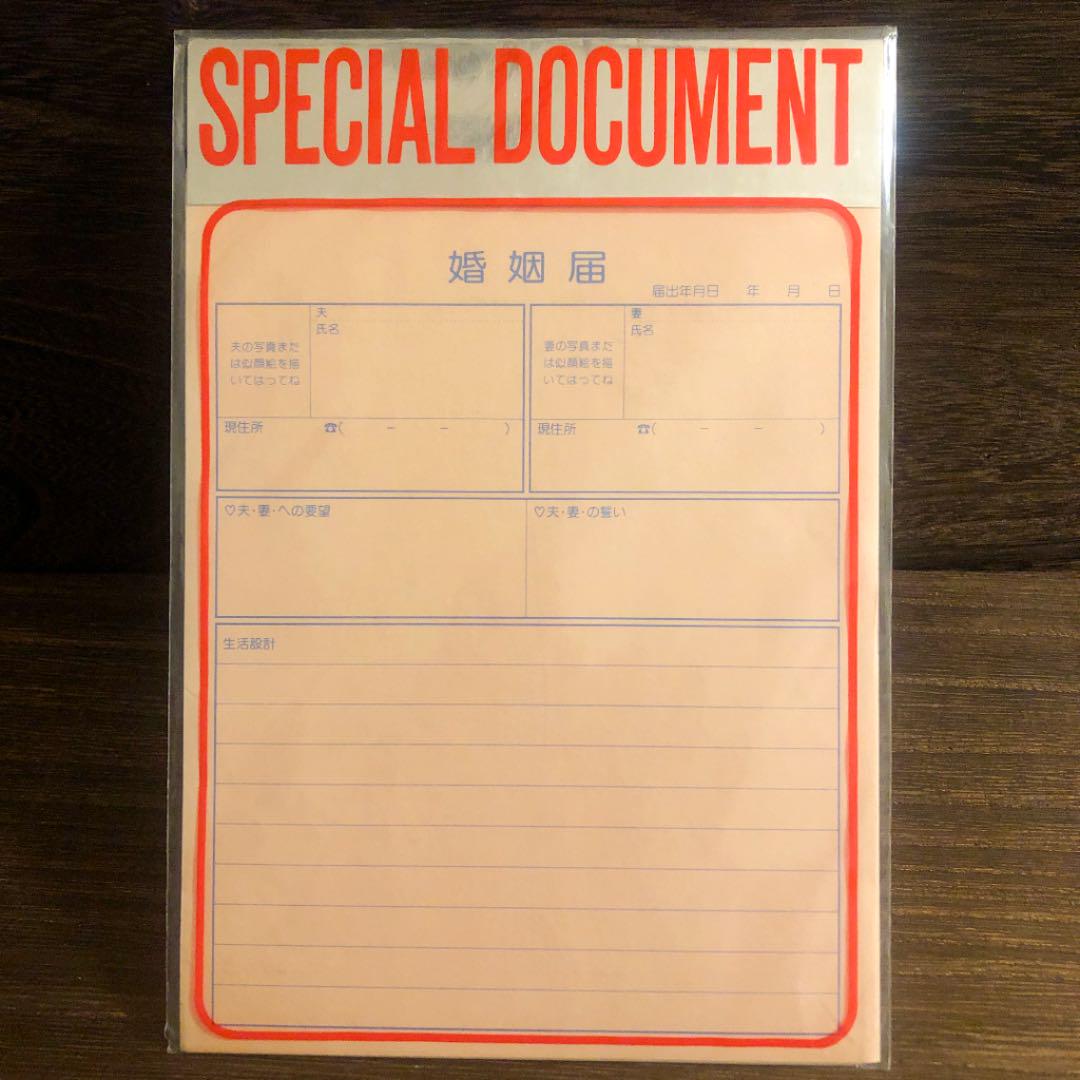 SPECIAL DOCUMENT
婚姻届
届出年月日 年 月 日
夫
氏名
夫の写真また
は似顔絵を描
いてはってね
妻
氏名
妻の写真また
は似顔絵を描
いてはってね
現住所 ☎( − − )
現住所 ☎( − − )
♡夫・妻・への要望
♡夫・妻・の誓い
生活設計